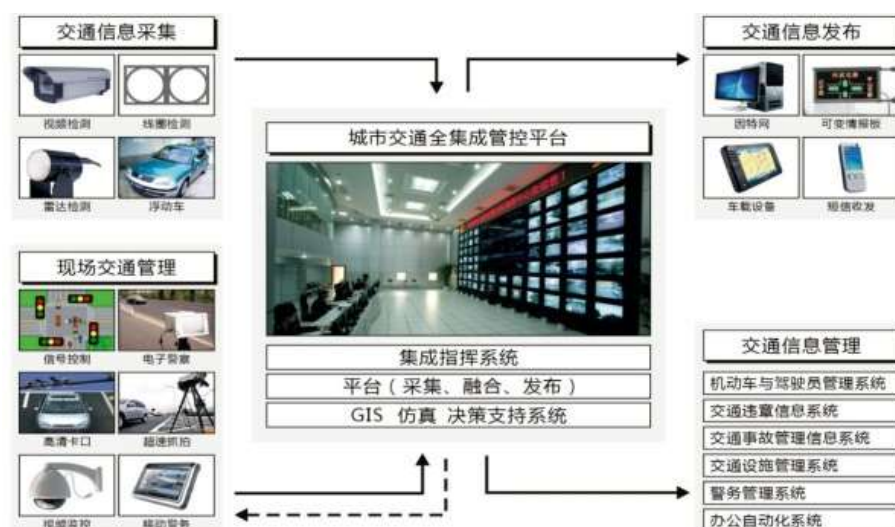 交通信息采集
视频检测
线圈检测
雷达检测
浮动车
现场交通管理
信号控制
电子警察
高清卡口
超速抓拍
视频监控
移动警务
城市交通全集成管控平台
集成指挥系统
平台（采集、融合、发布）
GIS 仿真 决策支持系统
交通信息发布
因特网
可变情报板
车载设备
短信收发
交通信息管理
机动车与驾驶员管理系统
交通违章信息系统
交通事故管理信息系统
交通设施管理系统
警务管理系统
办公自动化系统